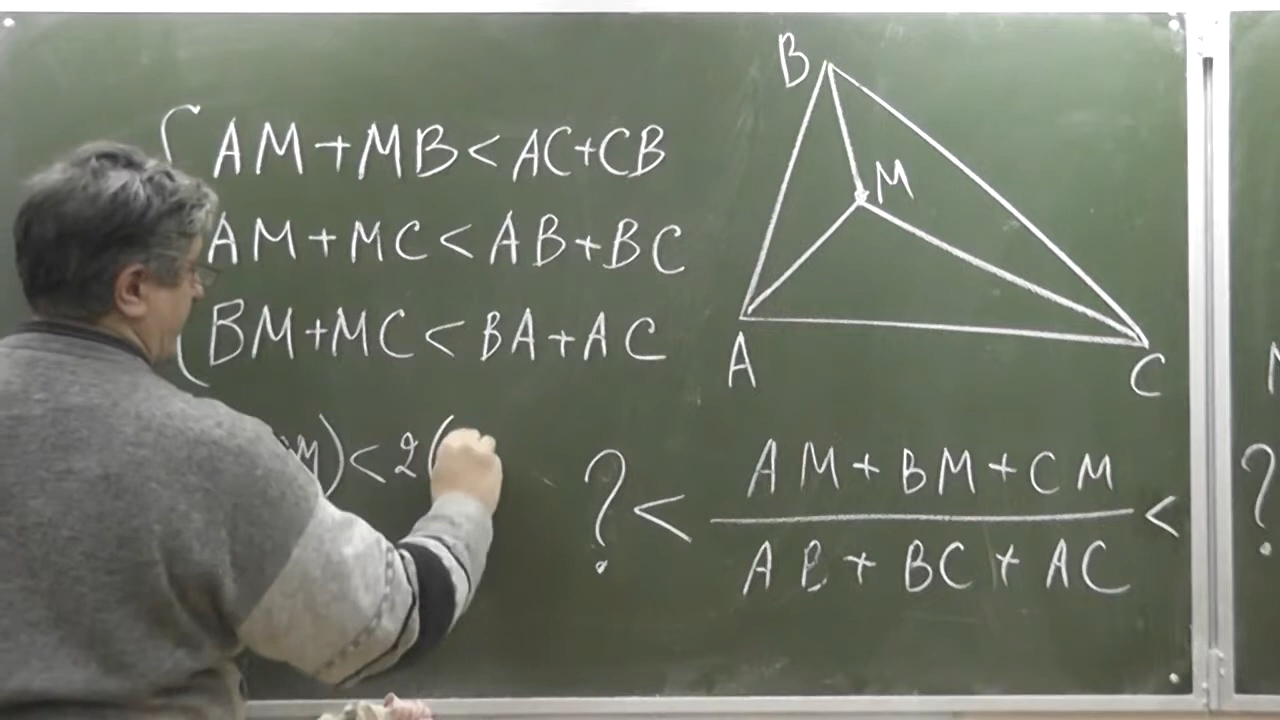 AM+MB<AC+CB
AM+MC<AB+BC
BM+MC<BA+AC
M)<2(
B
M
A
C
?< AM+BM+CM
AB+BC+AC
<
?